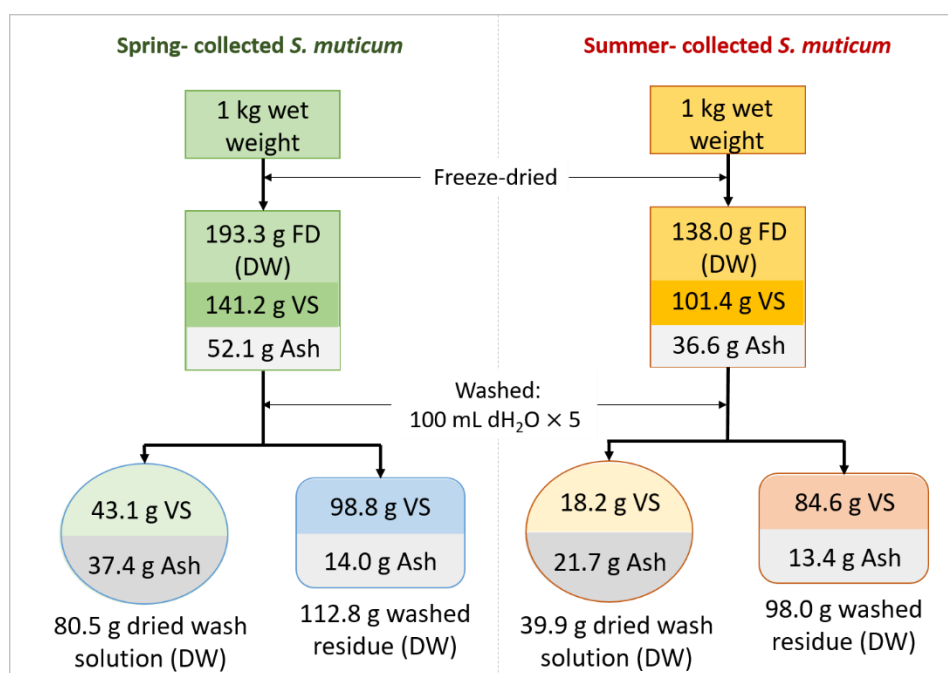 Spring- collected S. muticum
Summer- collected S. muticum
1 kg wet
weight
1 kg wet
weight
Freeze-dried
193.3 g FD
(DW)
141.2 g VS
52.1 g Ash
138.0 g FD
(DW)
101.4 g VS
36.6 g Ash
Washed:
100 mL dH₂O × 5
43.1 g VS
37.4 g Ash
80.5 g dried wash
solution (DW)
98.8 g VS
14.0 g Ash
112.8 g washed
residue (DW)
18.2 g VS
21.7 g Ash
39.9 g dried wash
solution (DW)
84.6 g VS
13.4 g Ash
98.0 g washed
residue (DW)